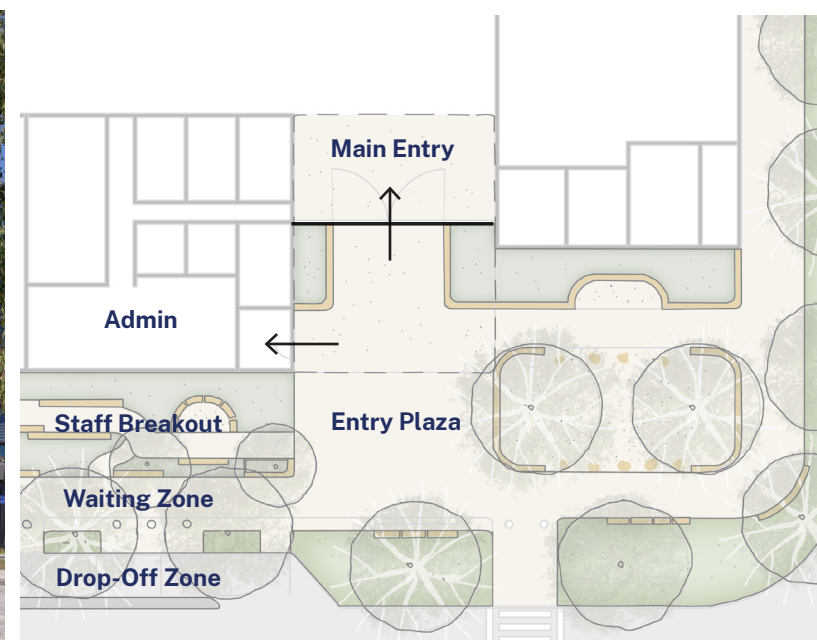 Main Entry
Admin
Staff Breakout
Entry Plaza
Waiting Zone
Drop-Off Zone